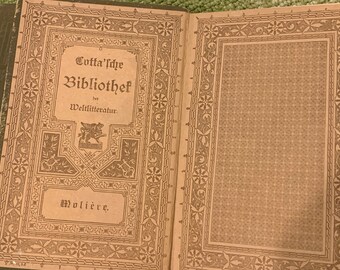 Cotta'sche
Bibliothek
der
Weltlitteratur.
Molière.